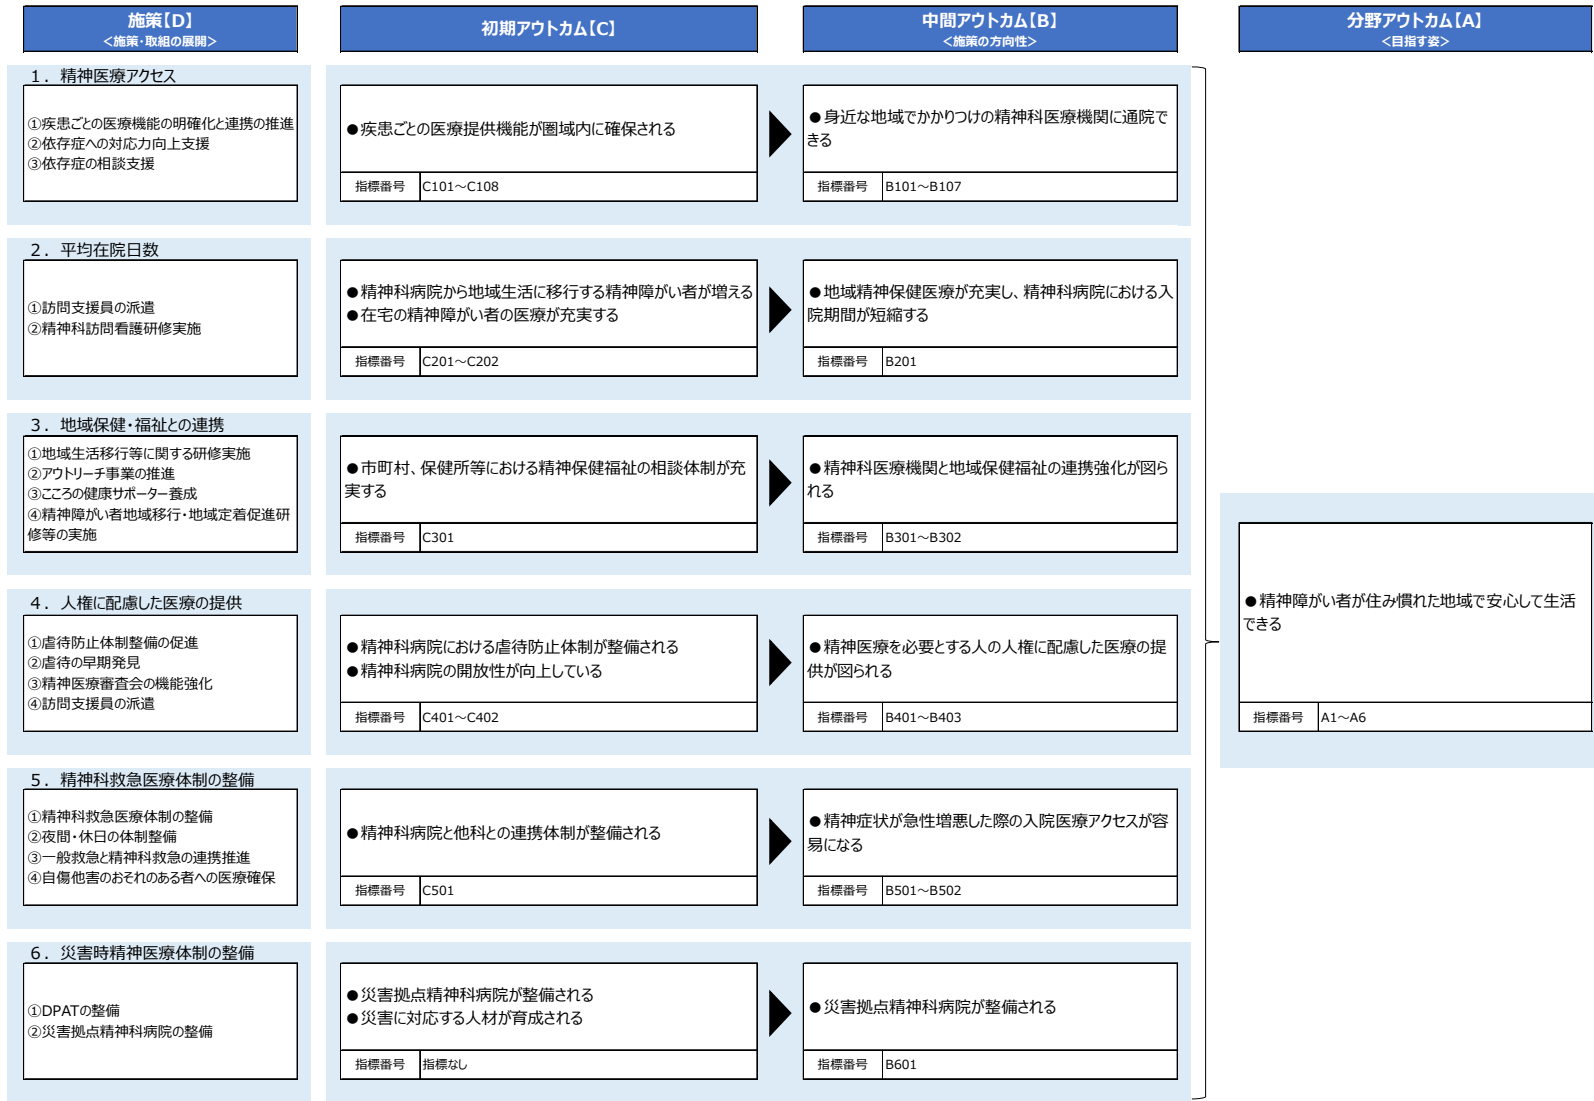 施策【D】
<施策・取組の展開>
初期アウトカム【C】
中間アウトカム【B】
<施策の方向性>
分野アウトカム【A】
<目指す姿>
１．精神医療アクセス
①疾患ごとの医療機能の明確化と連携の推進
②依存症への対応力向上支援
③依存症の相談支援
●疾患ごとの医療提供機能が圏域内に確保される
指標番号 C101～C108
●身近な地域でかかりつけの精神科医療機関に通院で
きる
指標番号 B101～B107
２．平均在院日数
①訪問支援員の派遣
②精神科訪問看護研修実施
●精神科病院から地域生活に移行する精神障がい者が増える
●在宅の精神障がい者の医療が充実する
指標番号 C201～C202
●地域精神保健医療が充実し、精神科病院における入
院期間が短縮する
指標番号 B201
３．地域保健・福祉との連携
①地域生活移行等に関する研修実施
②アウトリーチ事業の推進
③こころの健康サポーター養成
④精神障がい者地域移行・地域定着促進研
修等の実施
●市町村、保健所等における精神保健福祉の相談体制が充
実する
指標番号 C301
●精神科医療機関と地域保健福祉の連携強化が図ら
れる
指標番号 B301～B302
４．人権に配慮した医療の提供
①虐待防止体制整備の促進
②虐待の早期発見
③精神医療審査会の機能強化
④訪問支援員の派遣
●精神科病院における虐待防止体制が整備される
●精神科病院の開放性が向上している
指標番号 C401～C402
●精神医療を必要とする人の人権に配慮した医療の提
供が図られる
指標番号 B401～B403
●精神障がい者が住み慣れた地域で安心して生活
できる
指標番号 A1～A6
５．精神科救急医療体制の整備
①精神科救急医療体制の整備
②夜間・休日の体制整備
③一般救急と精神科救急の連携推進
④自傷他害のおそれのある者への医療確保
●精神科病院と他科との連携体制が整備される
指標番号 C501
●精神症状が急性増悪した際の入院医療アクセスが容
易になる
指標番号 B501～B502
６．災害時精神医療体制の整備
①DPATの整備
②災害拠点精神科病院の整備
●災害拠点精神科病院が整備される
●災害に対応する人材が育成される
指標番号 指標なし
●災害拠点精神科病院が整備される
指標番号 B601